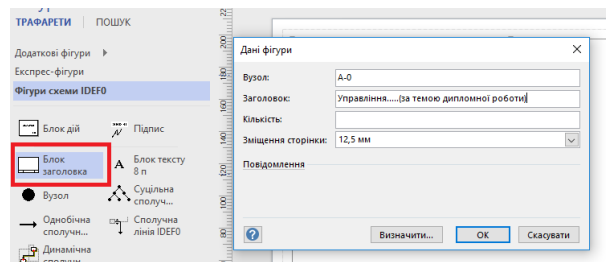 ТРАФАРЕТИ | ПОШУК
Додаткові фігури
Експрес-фігури
Фігури схеми IDEF0
Блок дій
Підпис
Блок
заголовка
А Блок тексту
8 п
Вузол
Суцільна
сполуч...
Однобічна
сполучн...
Сполучна
лінія IDEF0
Динамічна
Дані фігури
Вузол: A-0
Заголовок: Управління.....(за темою дипломної роботи)
Кількість:
Зміщення сторінки: 12,5 мм
Повідомлення
Визначити... ОК Скасувати